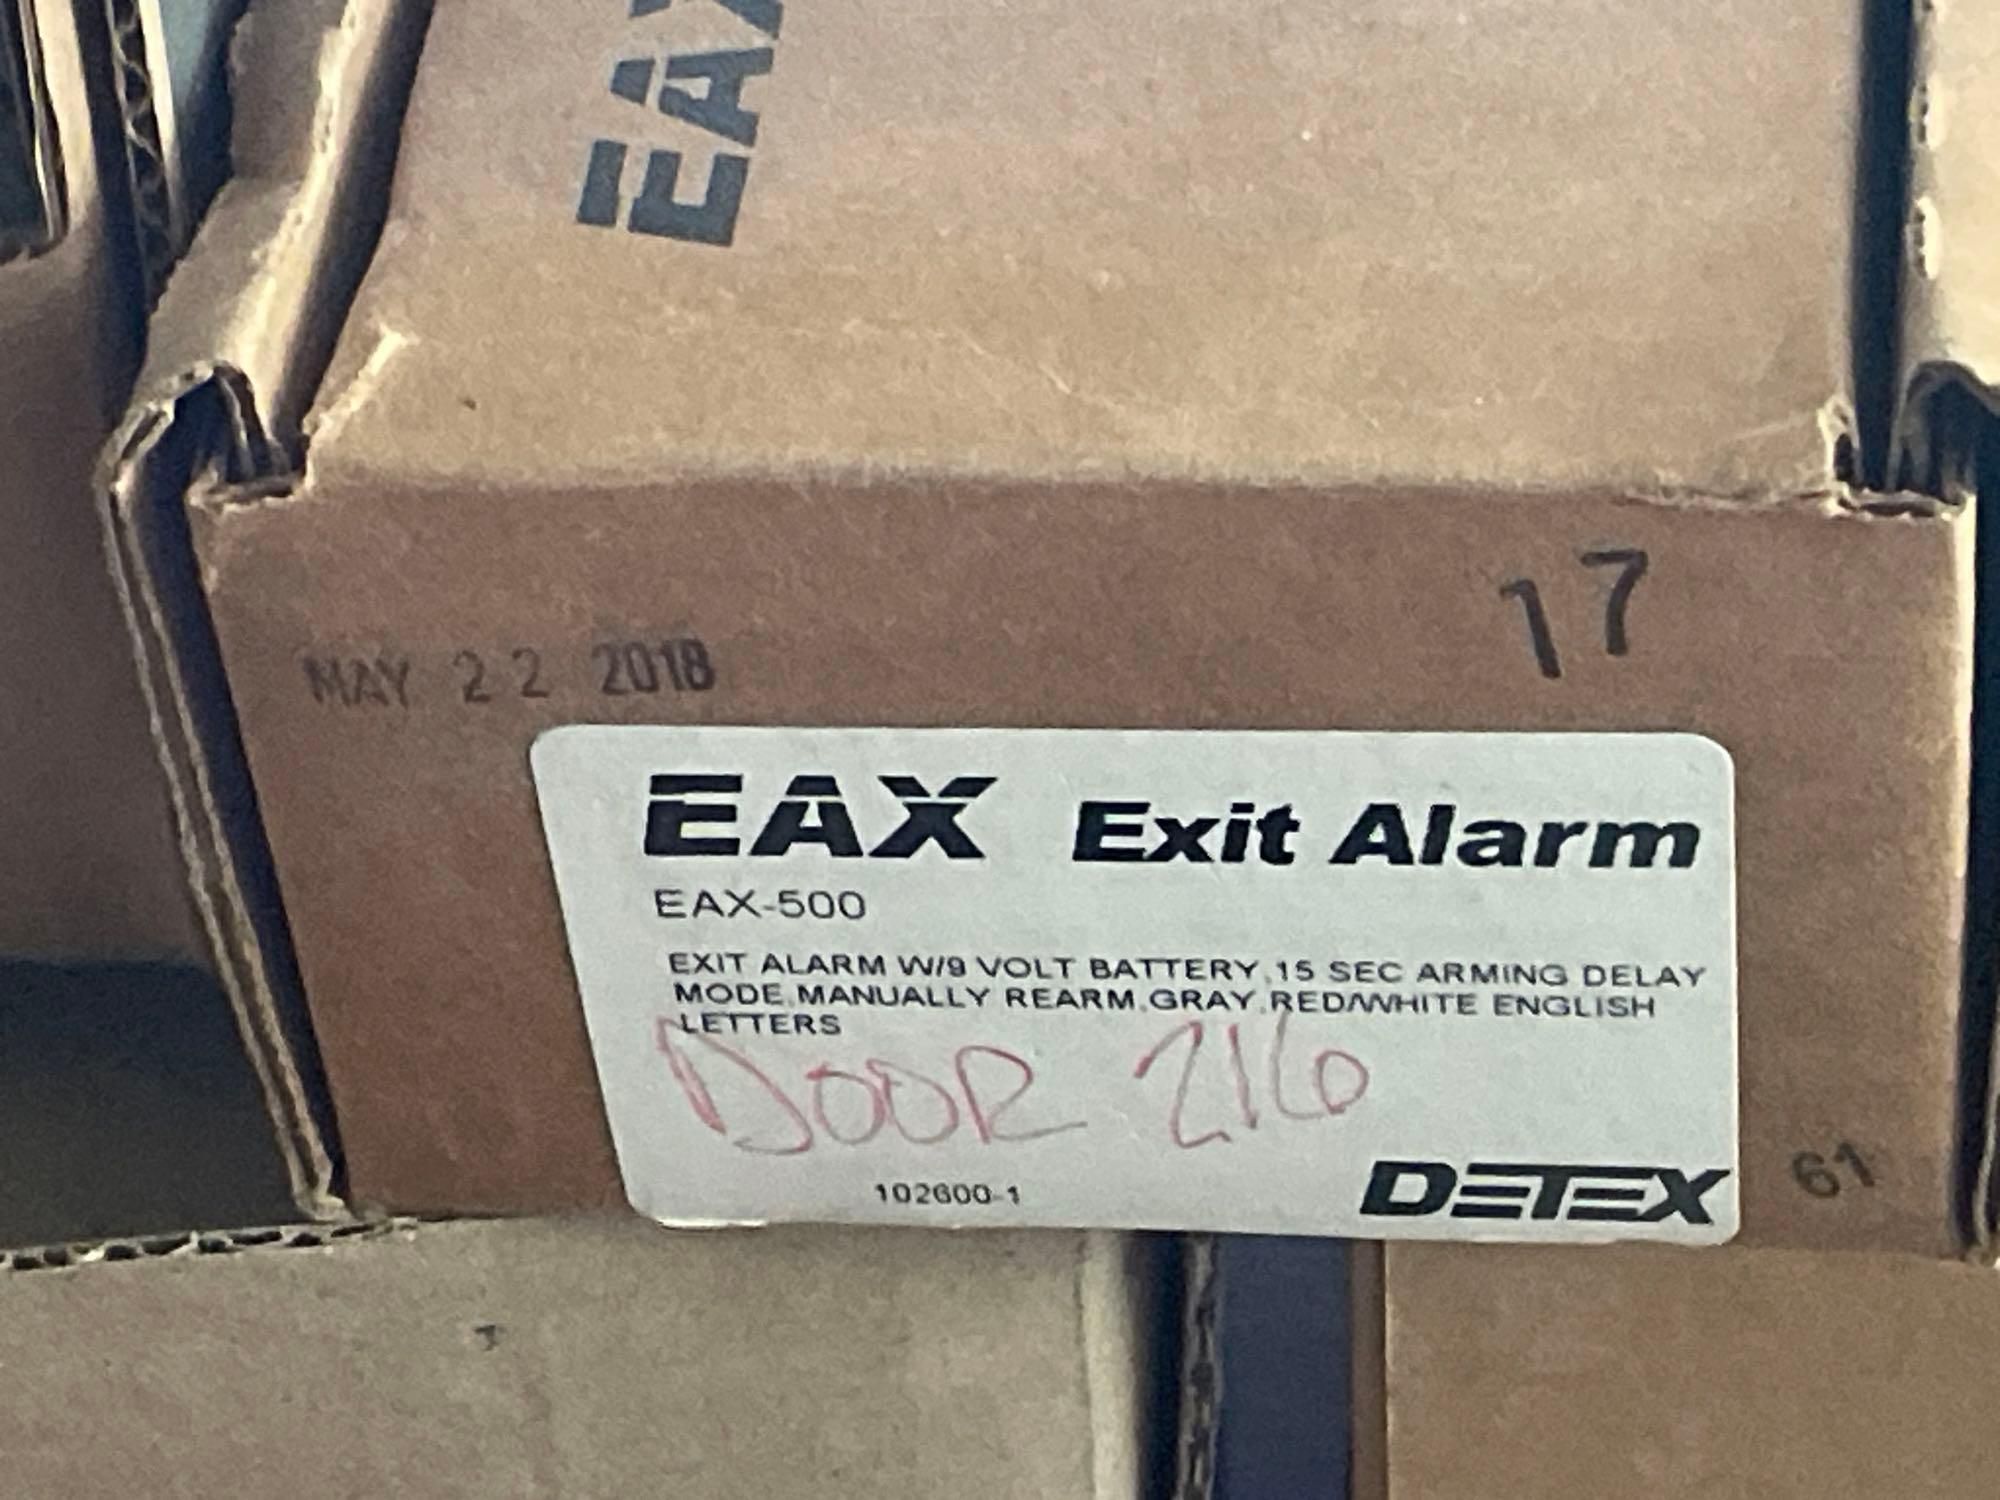 EAX
17
MAY 22 2018
EAX Exit Alarm
EAX-500
EXIT ALARM W/9 VOLT BATTERY,15 SEC ARMING DELAY
MODE,MANUALLY REARM,GRAY,RED/WHITE ENGLISH
LETTERS
DOOR 216
102600-1
DETEX
61